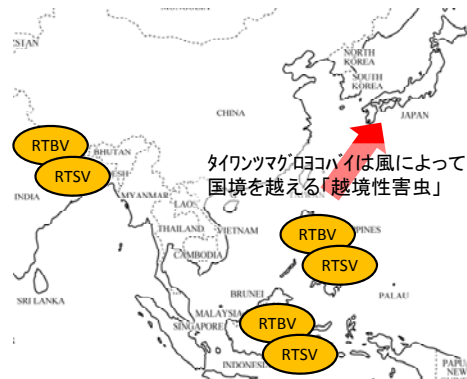 NORTH
KOREA
SOUTH
KOREA
JAPAN
CHINA
RTBV
BHUTAN
RTSV
INDIA
MYANMAR
LAOS
THAILAND
VIETNAM
CAMBODIA
ﾀｲﾜﾝﾂﾏｸﾞﾛﾖｺﾊﾞｲは風によって
国境を越える「越境性害虫」
RTBV
RTSV
SRI LANKA
BRUNEI
PALAU
MALAYSIA
SINGAPORE
RTBV
RTSV
INDONESIA
NEW